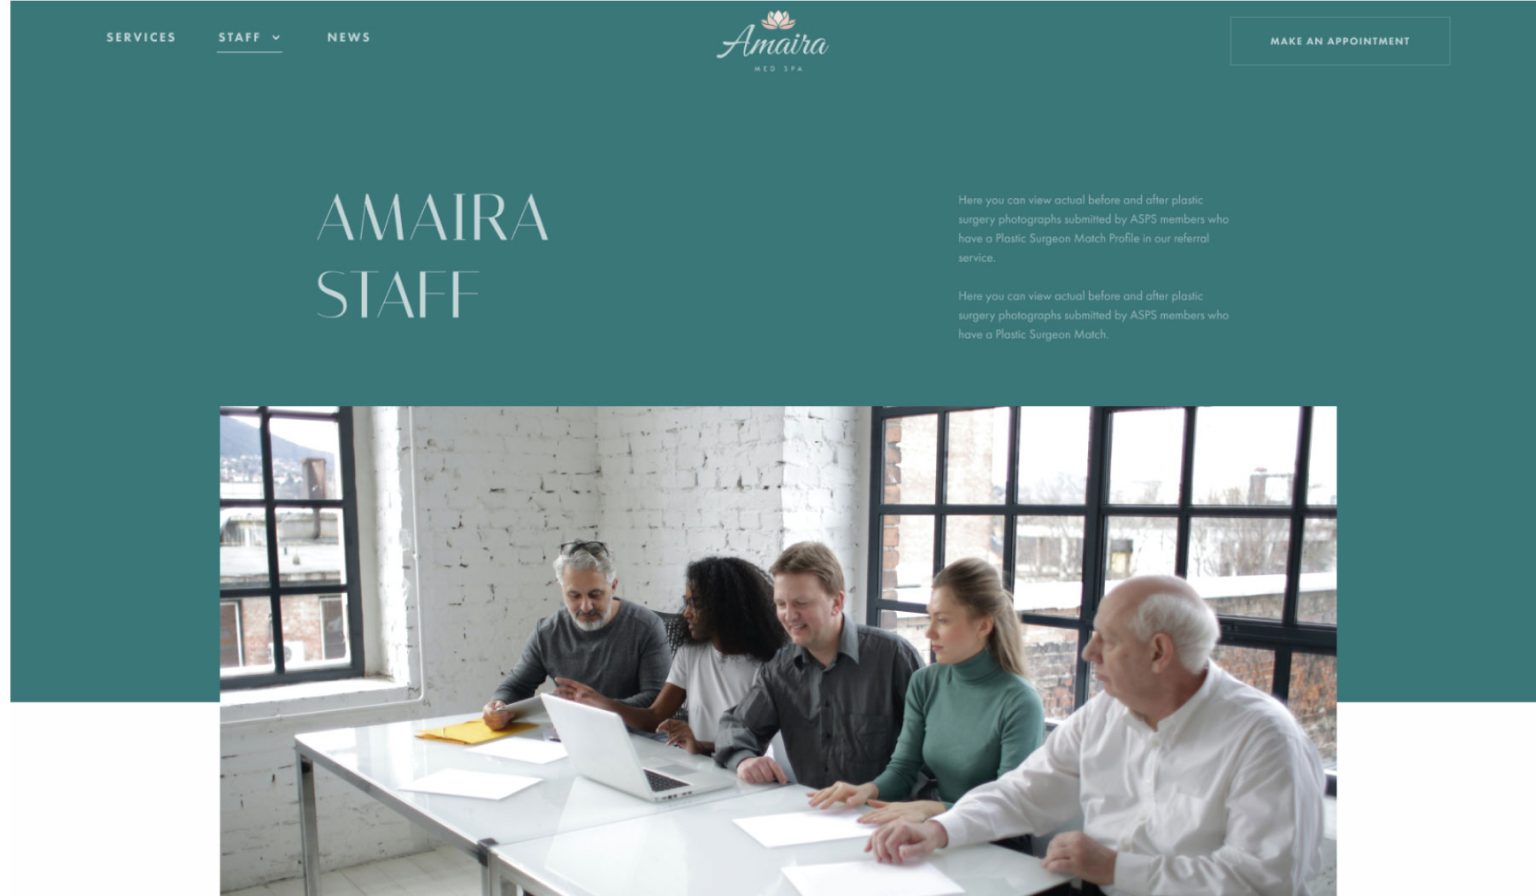 SERVICES
STAFF
NEWS
Amaira
MED SPA
MAKE AN APPOINTMENT
AMAIRA
STAFF
Here you can view actual before and after plastic
surgery photographs submitted by ASPS members who
have a Plastic Surgeon Match Profile in our referral
service.
Here you can view actual before and after plastic
surgery photographs submitted by ASPS members who
have a Plastic Surgeon Match.